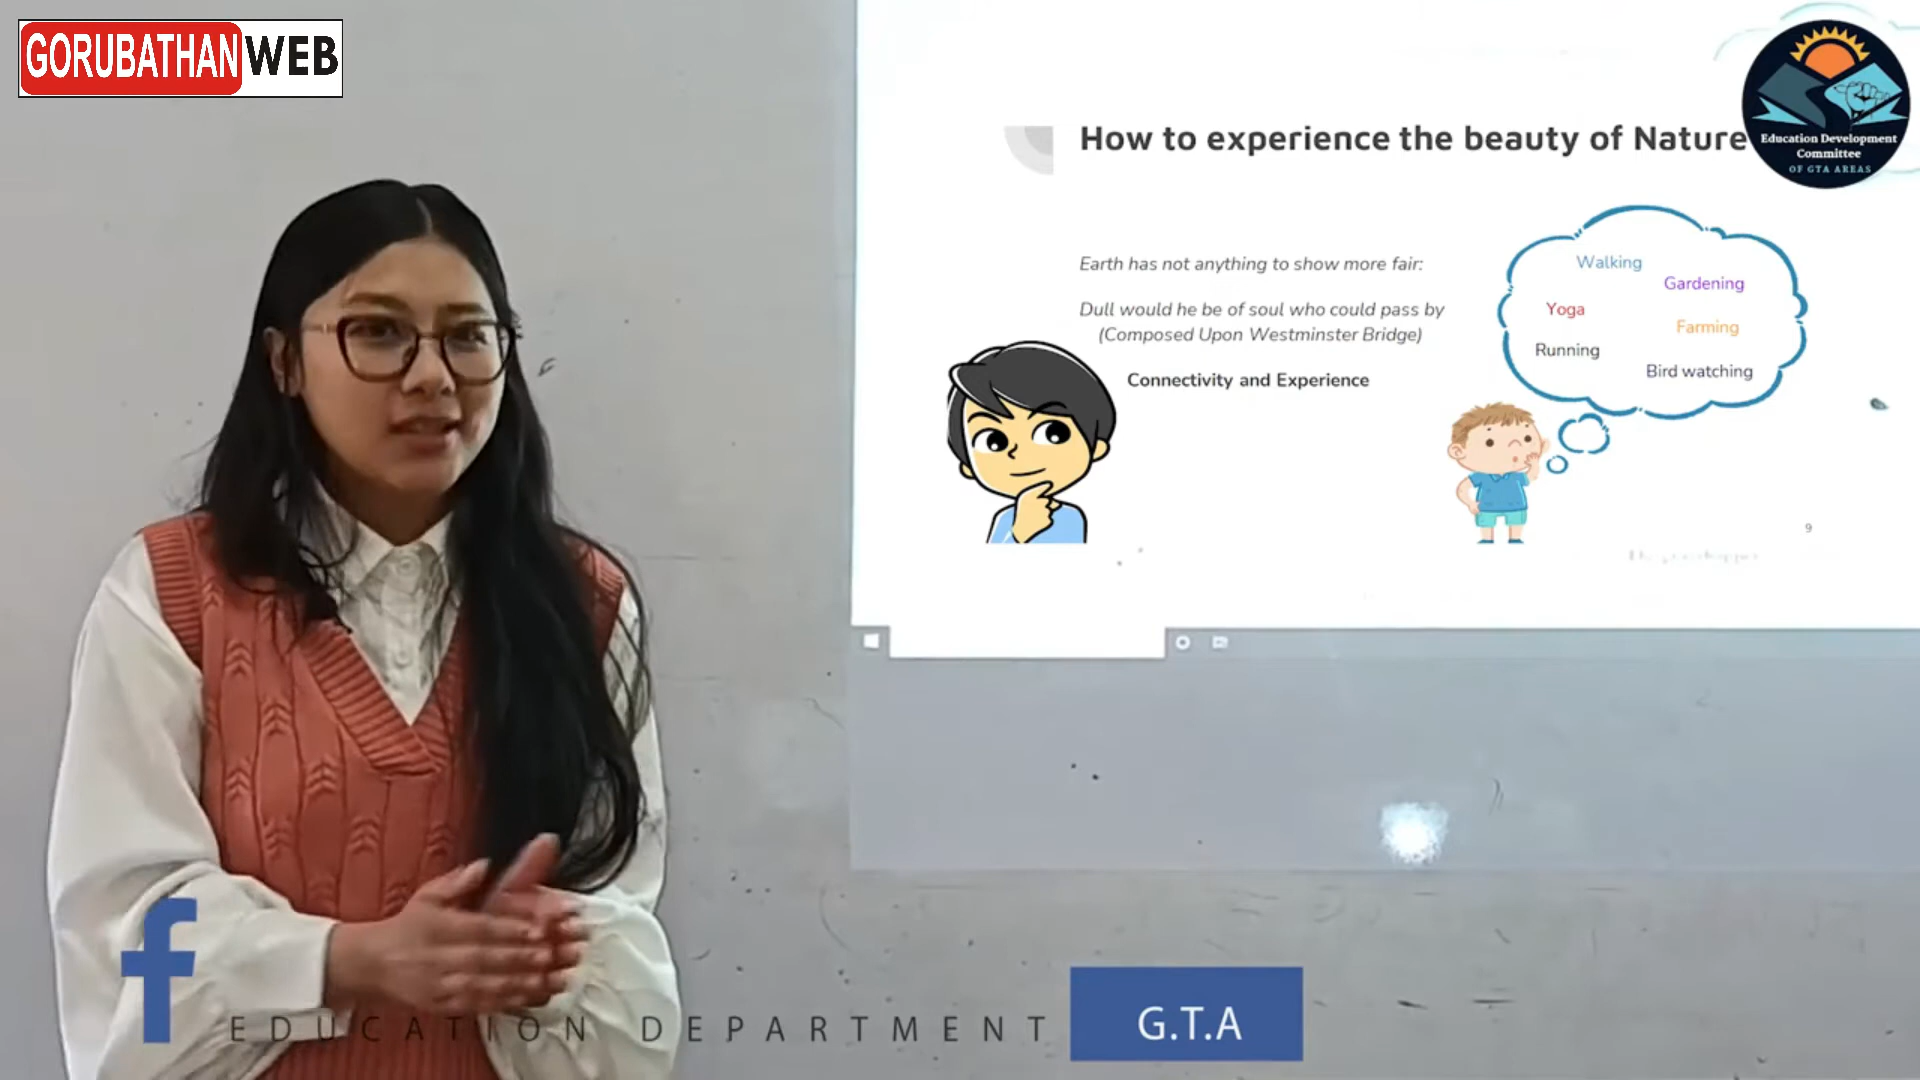 GORUBATHAN WEB
Education Development
Committee
OF GTA AREAS
How to experience the beauty of Nature
Earth has not anything to show more fair:
Dull would he be of soul who could pass by
(Composed Upon Westminster Bridge)
Connectivity and Experience
Walking
Gardening
Yoga
Farming
Running
Bird watching
9
f
EDUCATION DEPARTMENT
G.T.A